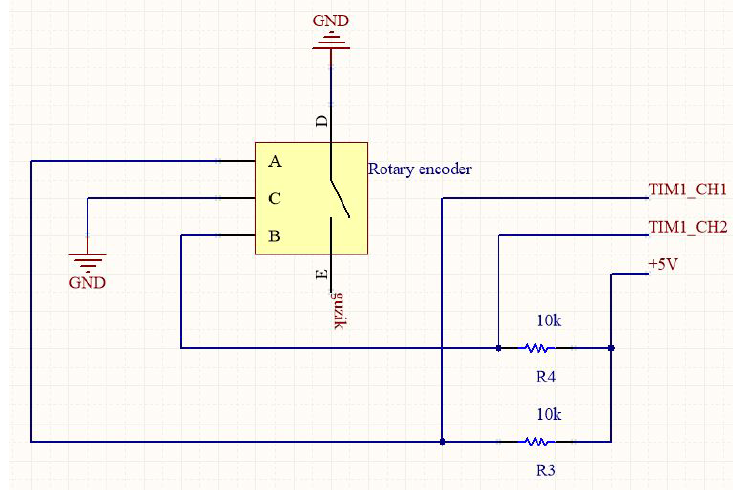 GND
D
A
Rotary encoder
C
TIM1_CH1
B
TIM1_CH2
+5V
GND
E
guzik
10k
R4
10k
R3